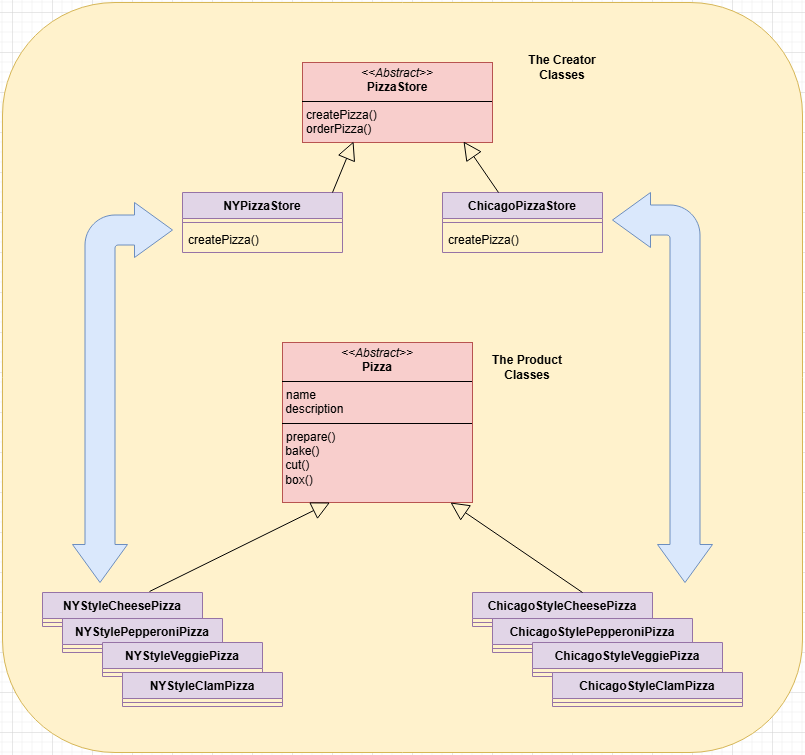 The Creator
Classes
<<Abstract>>
PizzaStore
createPizza()
orderPizza()
NYPizzaStore
createPizza()
ChicagoPizzaStore
createPizza()
<<Abstract>>
Pizza
The Product
Classes
name
description
prepare()
bake()
cut()
box()
NYStyleCheesePizza
NYStylePepperoniPizza
NYStyleVeggiePizza
NYStyleClamPizza
ChicagoStyleCheesePizza
ChicagoStylePepperoniPizza
ChicagoStyleVeggiePizza
ChicagoStyleClamPizza